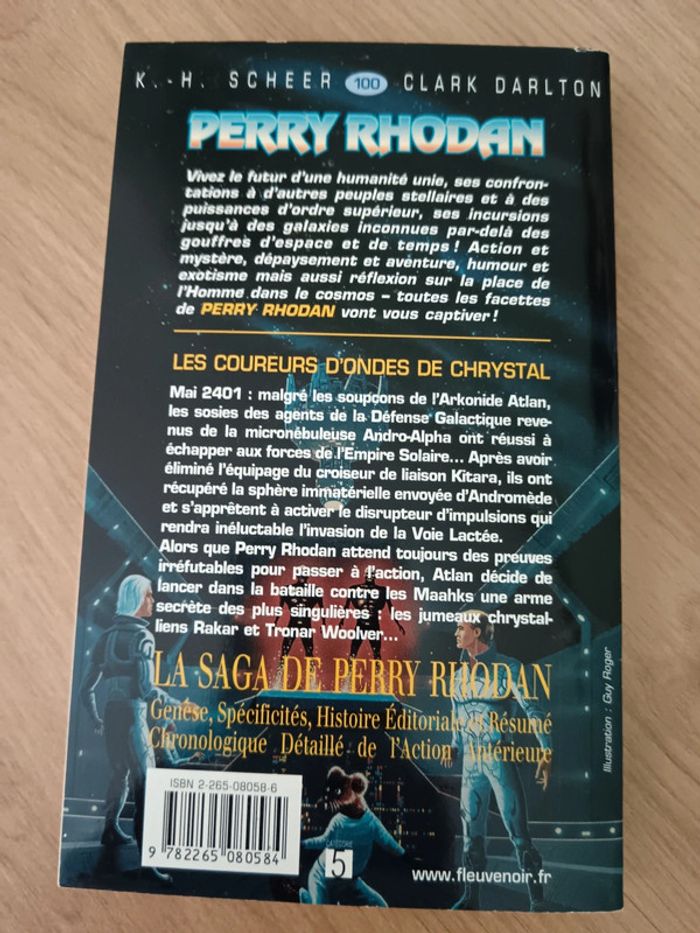 K.-H. SCHEER 100 CLARK DARLTON
PERRY RHODAN
Vivez le futur d'une humanité unie, ses confron-
tations à d'autres peuples stellaires et à des
puissances d'ordre supérieur, ses incursions
jusqu'à des galaxies inconnues par-delà des
gouffres d'espace et de temps ! Action et
mystère, dépaysement et aventure, humour et
exotisme mais aussi réflexion sur la place de
l'Homme dans le cosmos – toutes les facettes
de PERRY RHODAN vont vous captiver !
LES COUREURS D'ONDES DE CHRYSTAL
Mai 2401 : malgré les soupçons de l'Arkonide Atlan,
les sosies des agents de la Défense Galactique reve-
nus de la micronébuleuse Andro-Alpha ont réussi à
échapper aux forces de l'Empire Solaire... Après avoir
éliminé l'équipage du croiseur de liaison Kitara, ils ont
récupéré la sphère immatérielle envoyée d'Andromède
et s'apprêtent à activer le disrupteur d'impulsions qui
rendra inéluctable l'invasion de la Voie Lactée.
Alors que Perry Rhodan attend toujours des preuves
irréfutables pour passer à l'action, Atlan décide de
lancer dans la bataille contre les Maahks une arme
secrète des plus singulières : les jumeaux chrystal-
liens Rakar et Tronar Woolver...
LA SAGA DE PERRY RHODAN
Genèse, Spécificités, Histoire Éditoriale et Résumé
Chronologique Détaillé de l'Action Antérieure
Illustration : Guy Roger
ISBN 2-265-08058-6
9 782265 080584
CATÉGORIE
5
www.fleuvenoir.fr